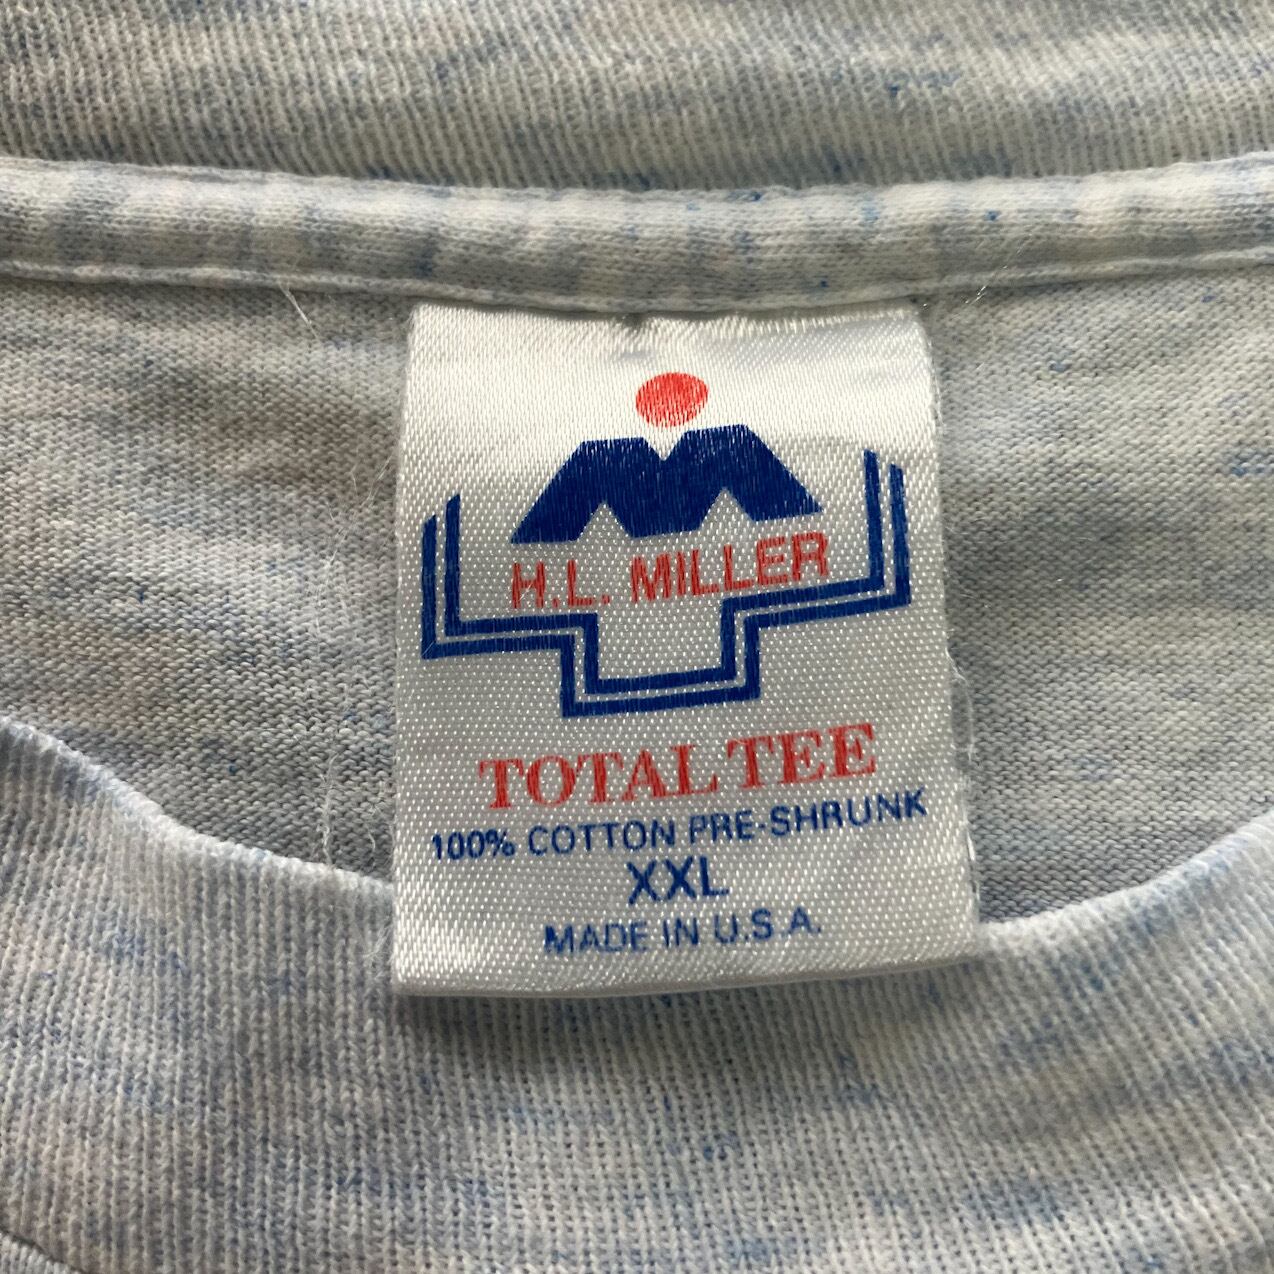 H.L. MILLER
TOTAL TEE
100% COTTON PRE-SHRUNK
XXL
MADE IN U.S.A.